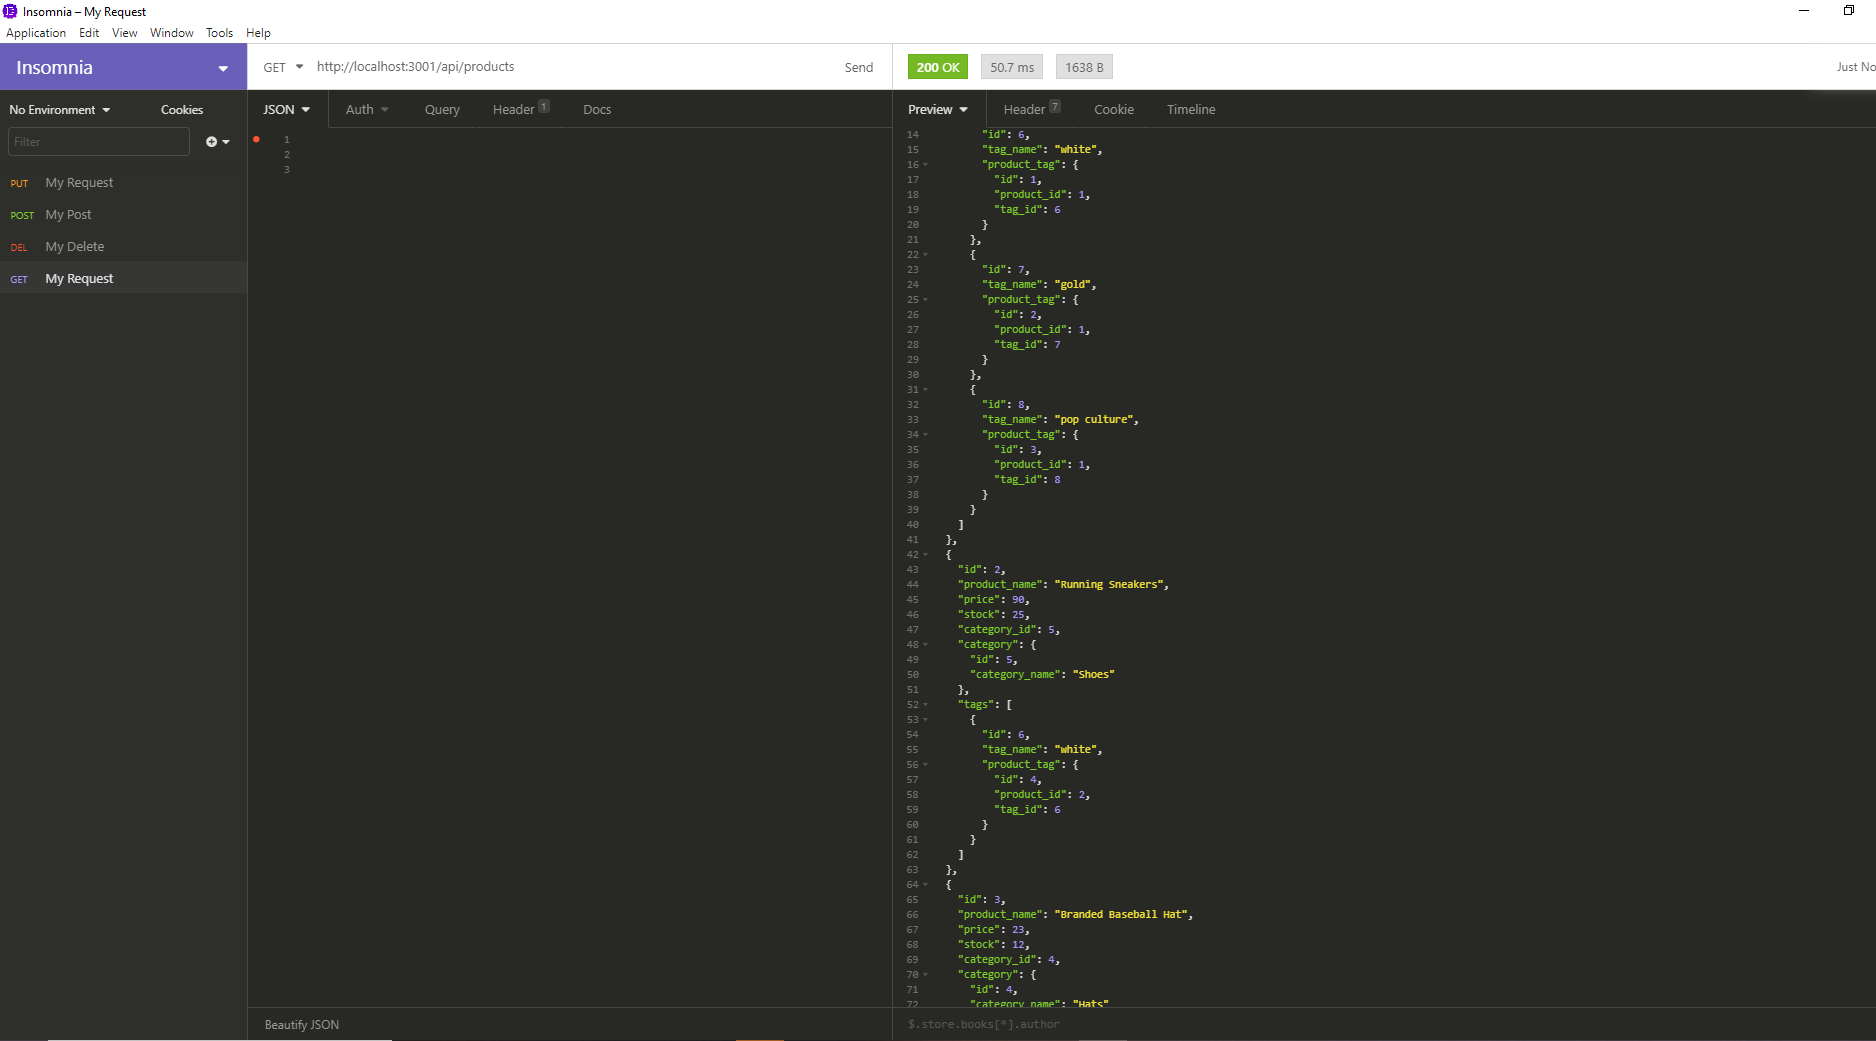 Insomnia – My Request
Application Edit View Window Tools Help
Insomnia
GET http://localhost:3001/api/products Send
200 OK 50.7 ms 1638 B Just No
No Environment Cookies
JSON Auth Query Header 1 Docs
Preview Header 7 Cookie Timeline
Filter
PUT My Request
POST My Post
DEL My Delete
GET My Request
1
2
3
14 "id": 6,
15 "tag_name": "white",
16 "product_tag": {
17 "id": 1,
18 "product_id": 1,
19 "tag_id": 6
20 }
21 },
22 {
23 "id": 7,
24 "tag_name": "gold",
25 "product_tag": {
26 "id": 2,
27 "product_id": 1,
28 "tag_id": 7
29 }
30 },
31 {
32 "id": 8,
33 "tag_name": "pop culture",
34 "product_tag": {
35 "id": 3,
36 "product_id": 1,
37 "tag_id": 8
38 }
39 }
40 ]
41 },
42 {
43 "id": 2,
44 "product_name": "Running Sneakers",
45 "price": 90,
46 "stock": 25,
47 "category_id": 5,
48 "category": {
49 "id": 5,
50 "category_name": "Shoes"
51 },
52 "tags": [
53 {
54 "id": 6,
55 "tag_name": "white",
56 "product_tag": {
57 "id": 4,
58 "product_id": 2,
59 "tag_id": 6
60 }
61 }
62 ]
63 },
64 {
65 "id": 3,
66 "product_name": "Branded Baseball Hat",
67 "price": 23,
68 "stock": 12,
69 "category_id": 4,
70 "category": {
71 "id": 4,
72 "category_name": "Hats"
Beautify JSON
$.store.books[*].author